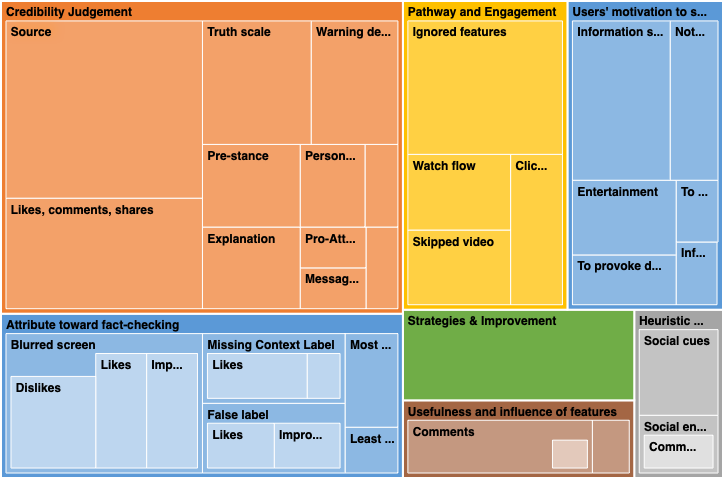 Credibility Judgement
Source
Truth scale
Warning de...
Pre-stance
Person...
Likes, comments, shares
Explanation
Pro-Att...
Messag...
Pathway and Engagement
Ignored features
Watch flow
Clic...
Skipped video
Users' motivation to s...
Information s...
Not...
Entertainment
To ...
To provoke d...
Inf...
Attribute toward fact-checking
Blurred screen
Dislikes
Likes
Imp...
Missing Context Label
Likes
False label
Likes
Impro...
Most ...
Least ...
Strategies & Improvement
Usefulness and influence of features
Comments
Heuristic ...
Social cues
Social en...
Comm...